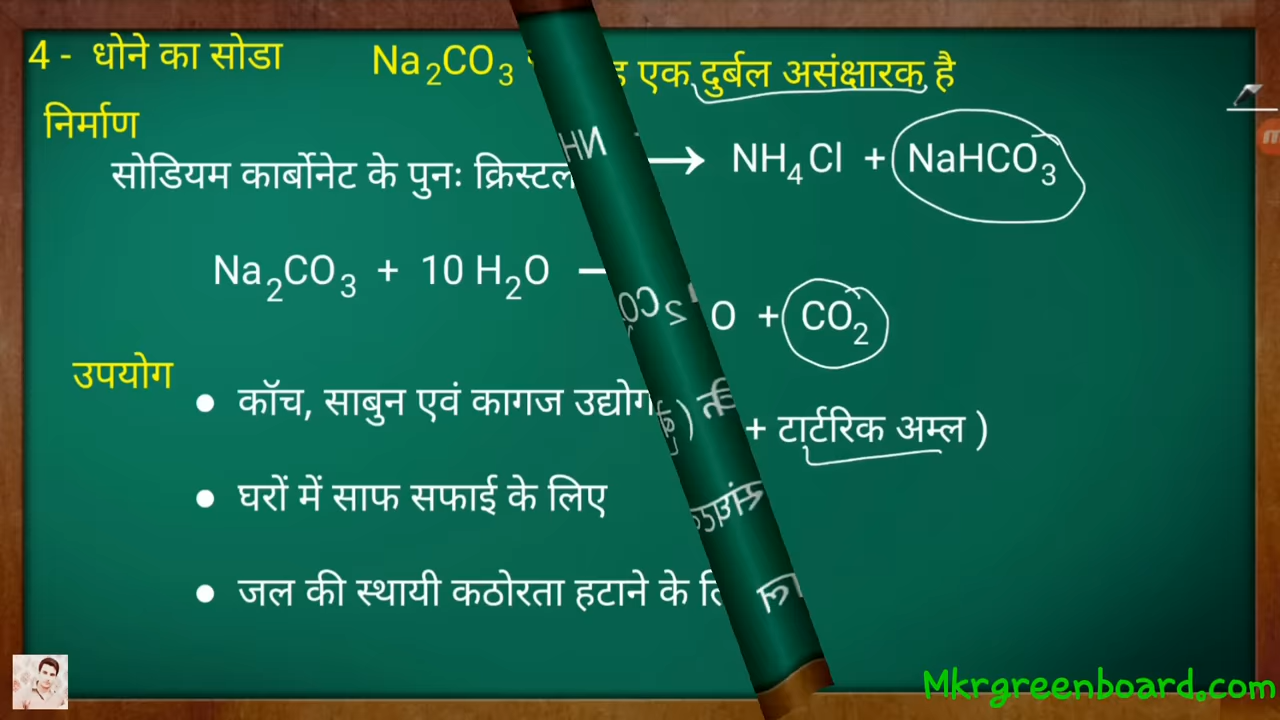 4 - धोने का सोडा Na₂CO₃ एक दुर्बल असंक्षारक है
निर्माण
सोडियम कार्बोनेट के पुनः → NH₄Cl + NaHCO₃
Na₂CO₃ + 10 H₂O
O + CO₂
उपयोग
● कॉच, साबुन एवं कागज उद्योग
+ टार्टरिक अम्ल )
● घरों में साफ सफाई के लिए
● जल की स्थायी कठोरता हटाने के
Mkrgreenboard.com